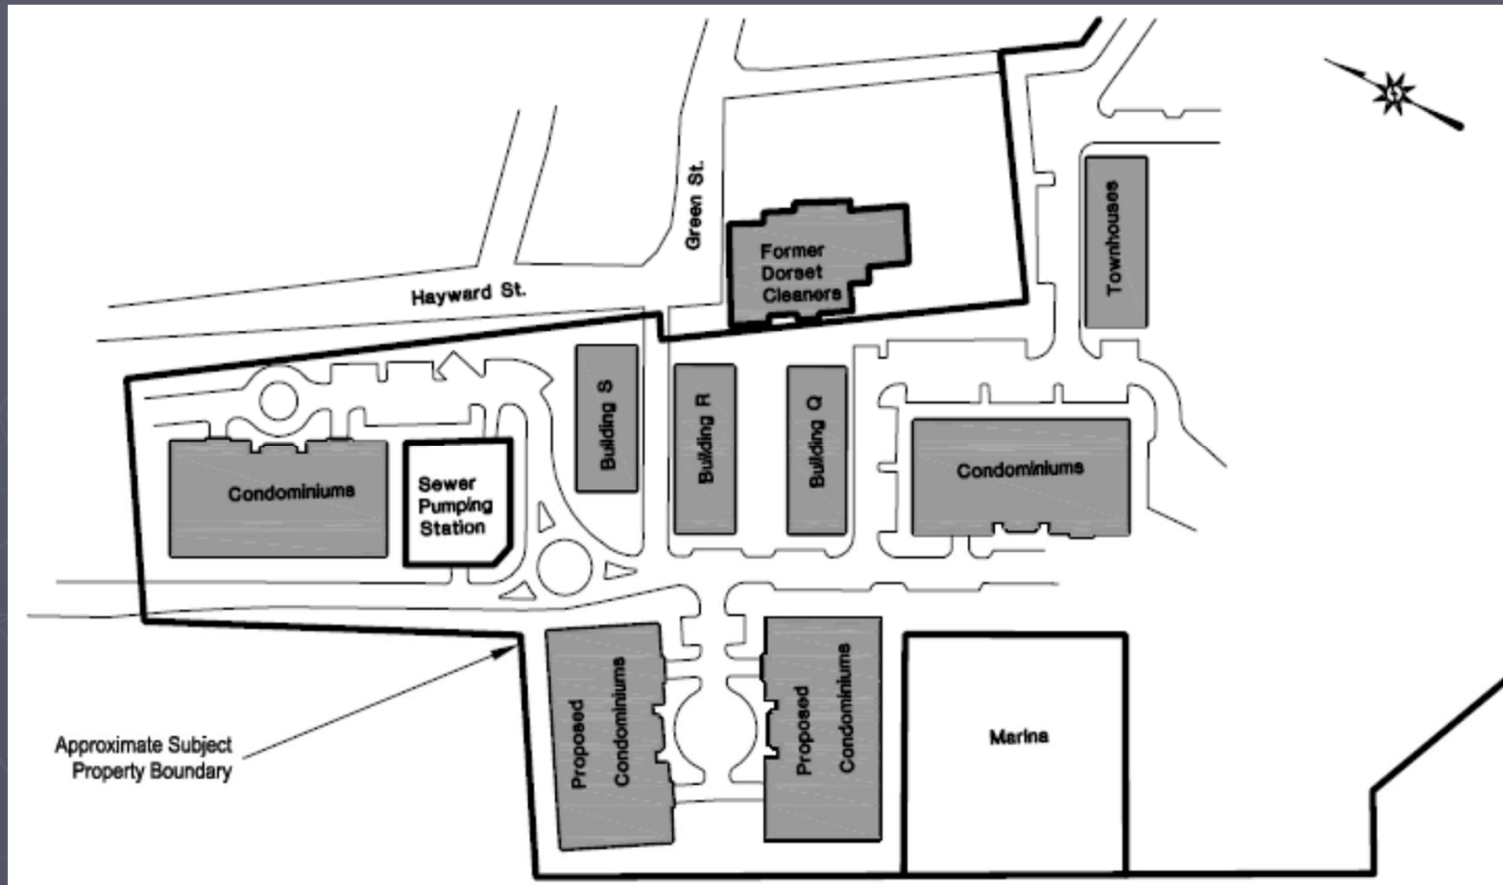 Green St.
Hayward St.
Former
Dorset
Cleaners
Townhouses
Building S
Building R
Building Q
Condominiums
Condominiums
Sewer
Pumping
Station
Proposed
Condominiums
Proposed
Condominiums
Marina
Approximate Subject
Property Boundary